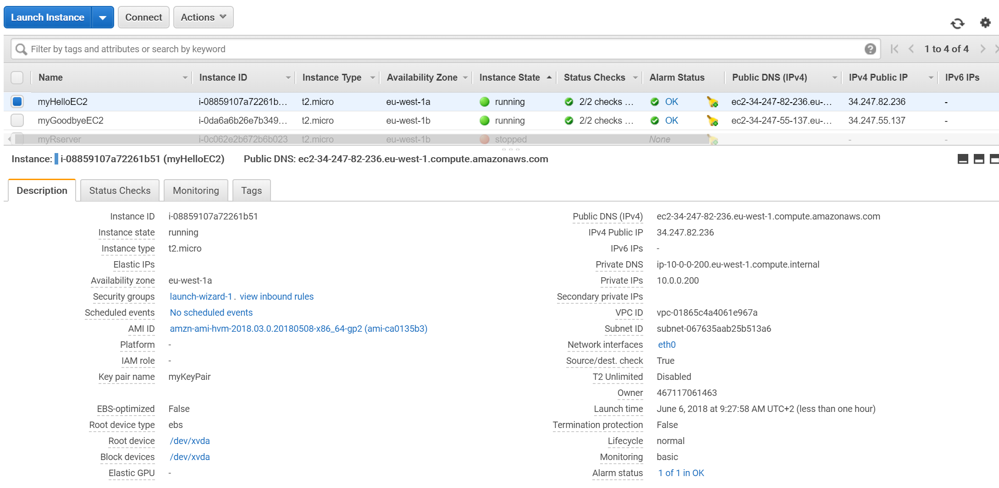 Launch Instance Connect Actions
Filter by tags and attributes or search by keyword 1 to 4 of 4
Name Instance ID Instance Type Availability Zone Instance State Status Checks Alarm Status Public DNS (IPv4) IPv4 Public IP IPv6 IPs
myHelloEC2 i-08859107a72261b... t2.micro eu-west-1a running 2/2 checks ... OK ec2-34-247-82-236.eu-... 34.247.82.236 -
myGoodbyeEC2 i-0da6a6b26e7b349... t2.micro eu-west-1b running 2/2 checks ... OK ec2-34-247-55-137.eu-... 34.247.55.137 -
myRserver i-0c062e2b672b6b023 t2.micro eu-west-1b stopped None - -
Instance: i-08859107a72261b51 (myHelloEC2) Public DNS: ec2-34-247-82-236.eu-west-1.compute.amazonaws.com
Description Status Checks Monitoring Tags
Instance ID i-08859107a72261b51 Public DNS (IPv4) ec2-34-247-82-236.eu-west-1.compute.amazonaws.com
Instance state running IPv4 Public IP 34.247.82.236
Instance type t2.micro IPv6 IPs -
Elastic IPs Private DNS ip-10-0-0-200.eu-west-1.compute.internal
Availability zone eu-west-1a Private IPs 10.0.0.200
Security groups launch-wizard-1. view inbound rules Secondary private IPs
Scheduled events No scheduled events VPC ID vpc-01865c4a4061e967a
AMI ID amzn-ami-hvm-2018.03.0.20180508-x86_64-gp2 (ami-ca0135b3) Subnet ID subnet-067635aab25b513a6
Platform - Network interfaces eth0
IAM role - Source/dest. check True
Key pair name myKeyPair T2 Unlimited Disabled
Owner 467117061463
EBS-optimized False Launch time June 6, 2018 at 9:27:58 AM UTC+2 (less than one hour)
Root device type ebs Termination protection False
Root device /dev/xvda Lifecycle normal
Block devices /dev/xvda Monitoring basic
Elastic GPU - Alarm status 1 of 1 in OK